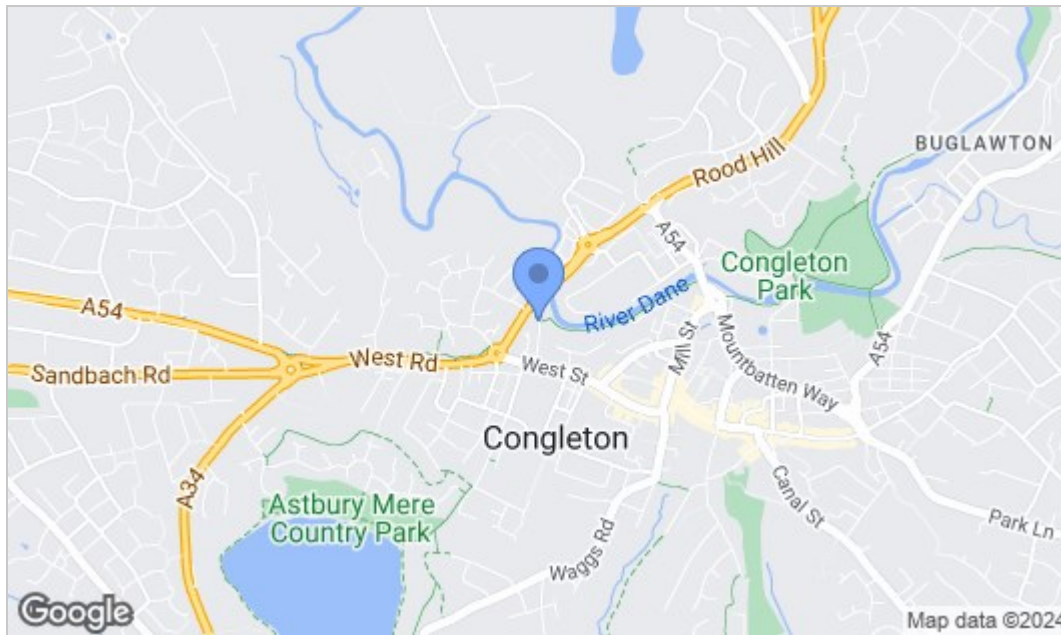 BUGLAWTON
Rood Hill
A54
Congleton
Park
River Dane
A54
A54
Mill St
Mountbatten Way
West Rd
Sandbach Rd
West St
Congleton
A34
Astbury Mere
Country Park
Canal St
Park Ln
Waggs Rd
Google
Map data ©2024